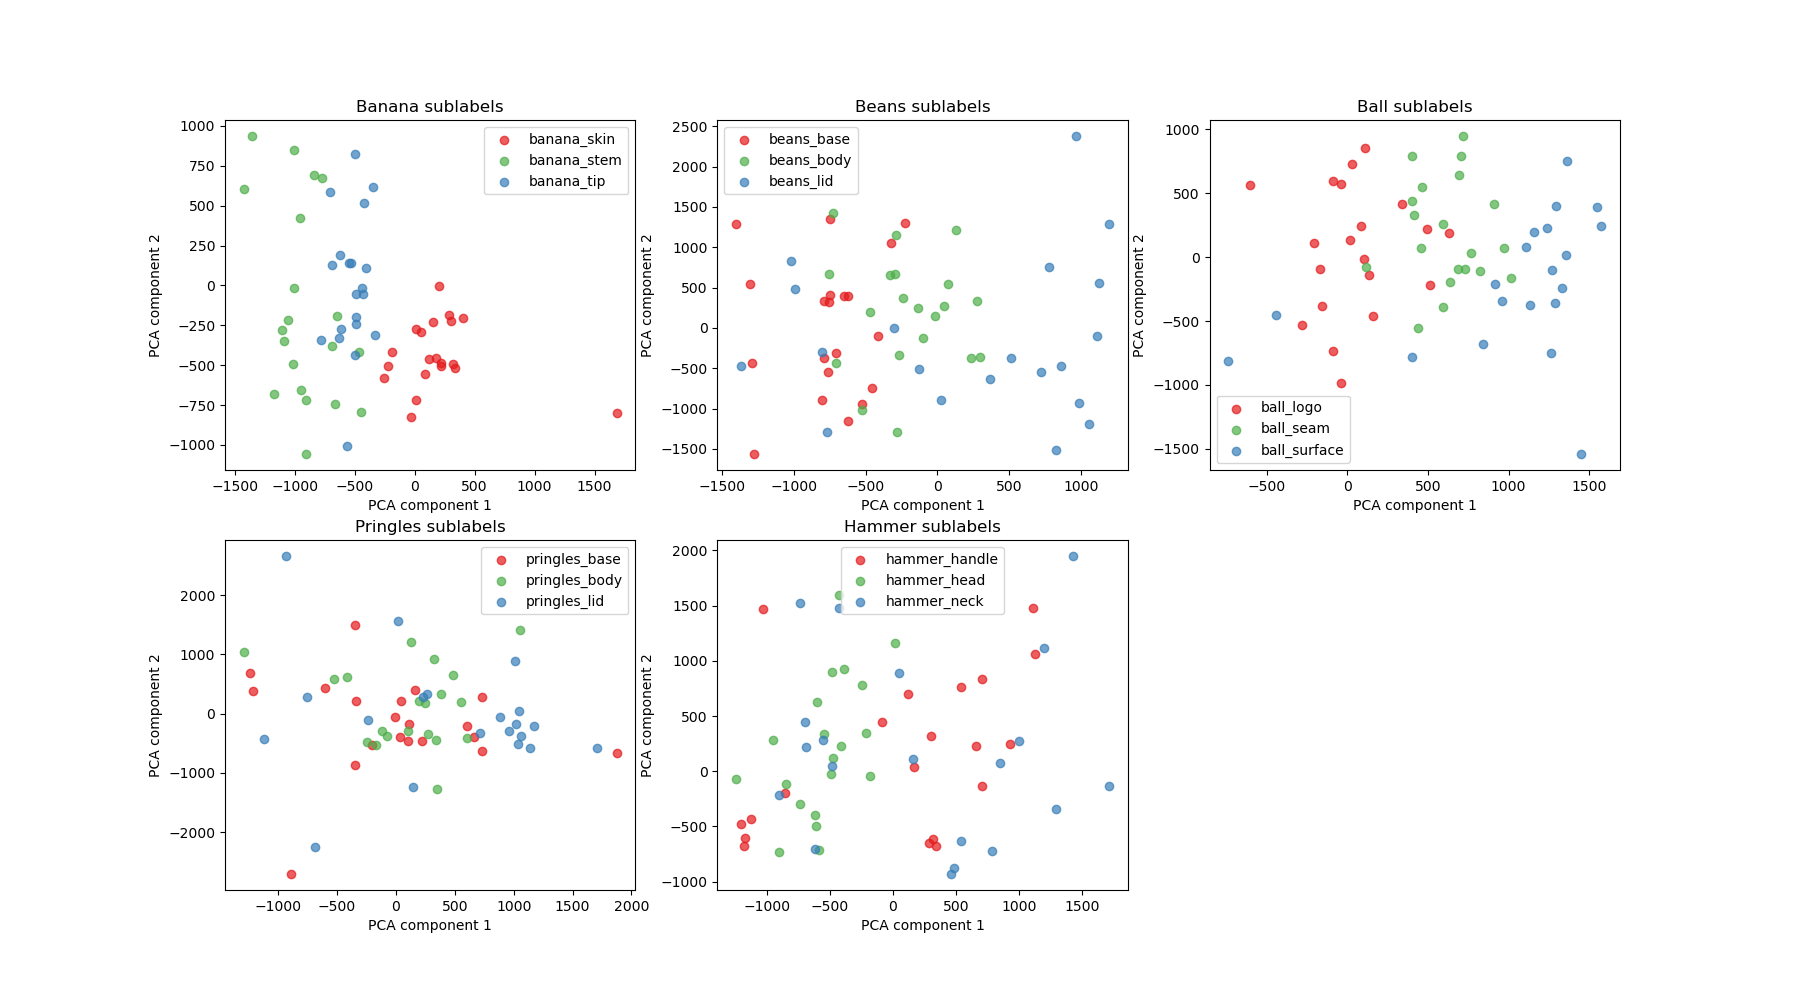 Banana sublabels
1000
750
500
250
0
−250
−500
−750
−1000
PCA component 2
banana_skin
banana_stem
banana_tip
−1500
−1000
−500
0
500
1000
1500
PCA component 1
Beans sublabels
2500
2000
1500
1000
500
0
−500
−1000
−1500
PCA component 2
beans_base
beans_body
beans_lid
−1500
−1000
−500
0
500
1000
PCA component 1
Ball sublabels
1000
500
0
−500
−1000
−1500
PCA component 2
ball_logo
ball_seam
ball_surface
−500
0
500
1000
1500
PCA component 1
Pringles sublabels
2000
1000
0
−1000
−2000
PCA component 2
pringles_base
pringles_body
pringles_lid
−1000
−500
0
500
1000
1500
2000
PCA component 1
Hammer sublabels
2000
1500
1000
500
0
−500
−1000
PCA component 2
hammer_handle
hammer_head
hammer_neck
−1000
−500
0
500
1000
1500
PCA component 1